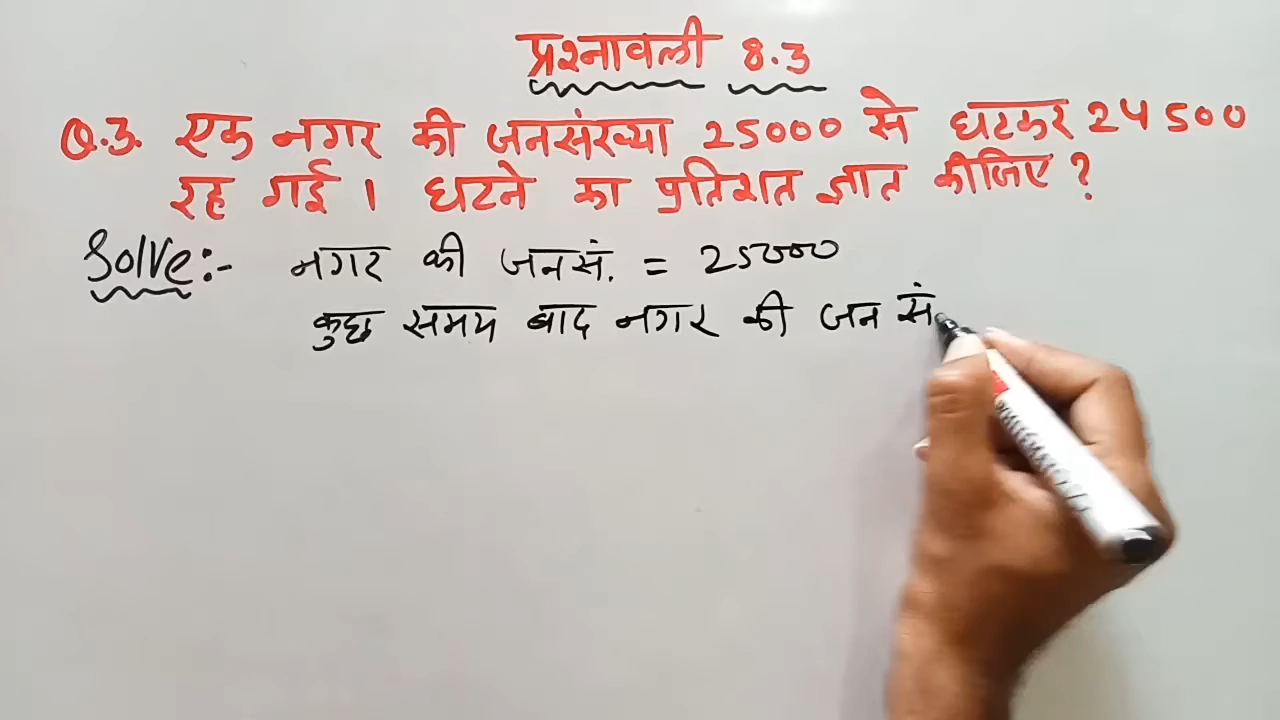 प्रश्नावली 8.3
Q.3. एक नगर की जनसंख्या 25000 से घटकर 24500
रह गई । घटने का प्रतिशत ज्ञात कीजिए ?
Solve:- नगर की जनसं. = 25000
कुछ समय बाद नगर की जन सं